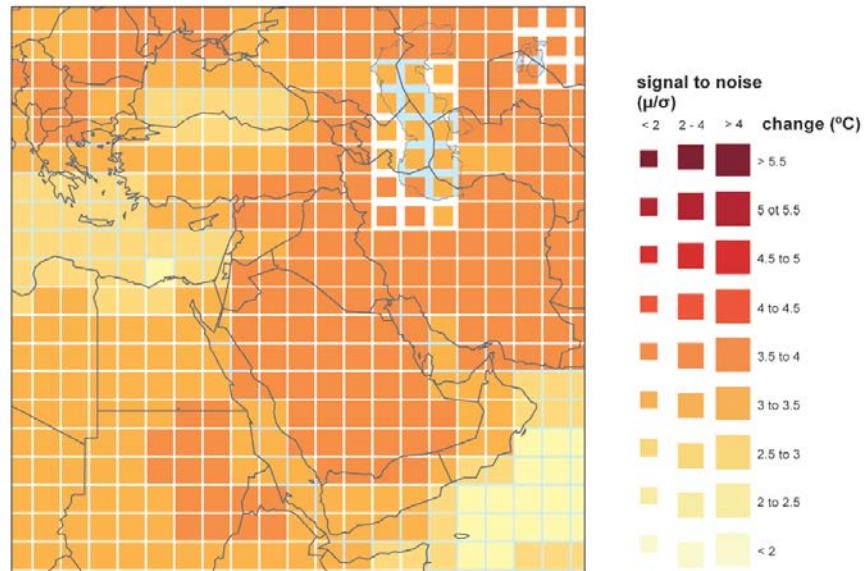 signal to noise
(μ/σ)
< 2 2 - 4 > 4 change (ºC)
> 5.5
5 ot 5.5
4.5 to 5
4 to 4.5
3.5 to 4
3 to 3.5
2.5 to 3
2 to 2.5
< 2